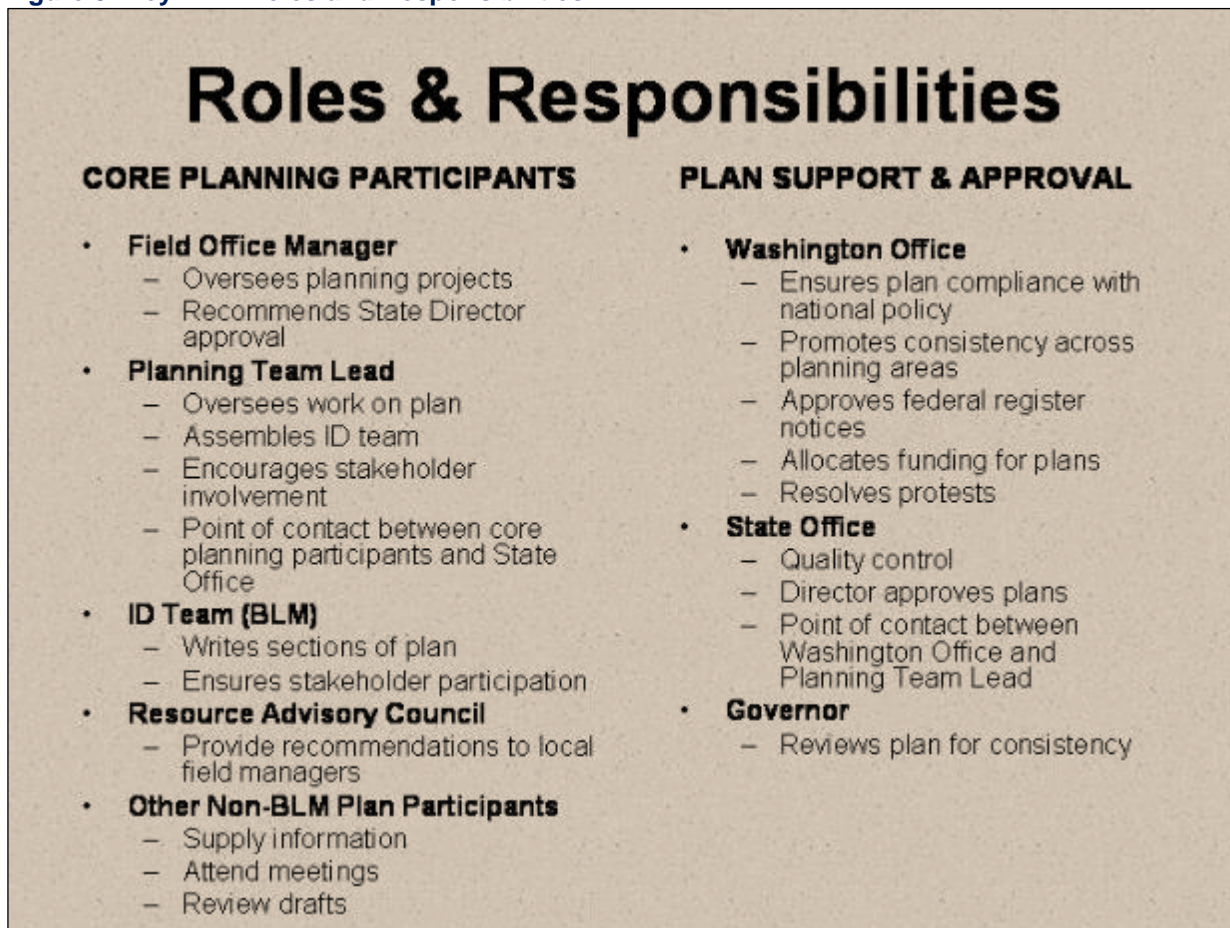 Roles & Responsibilities
CORE PLANNING PARTICIPANTS
• Field Office Manager
– Oversees planning projects
– Recommends State Director
approval
• Planning Team Lead
– Oversees work on plan
– Assembles ID team
– Encourages stakeholder
involvement
– Point of contact between core
planning participants and State
Office
• ID Team (BLM)
– Writes sections of plan
– Ensures stakeholder participation
• Resource Advisory Council
– Provide recommendations to local
field managers
• Other Non-BLM Plan Participants
– Supply information
– Attend meetings
– Review drafts
PLAN SUPPORT & APPROVAL
• Washington Office
– Ensures plan compliance with
national policy
– Promotes consistency across
planning areas
– Approves federal register
notices
– Allocates funding for plans
– Resolves protests
• State Office
– Quality control
– Director approves plans
– Point of contact between
Washington Office and
Planning Team Lead
• Governor
– Reviews plan for consistency